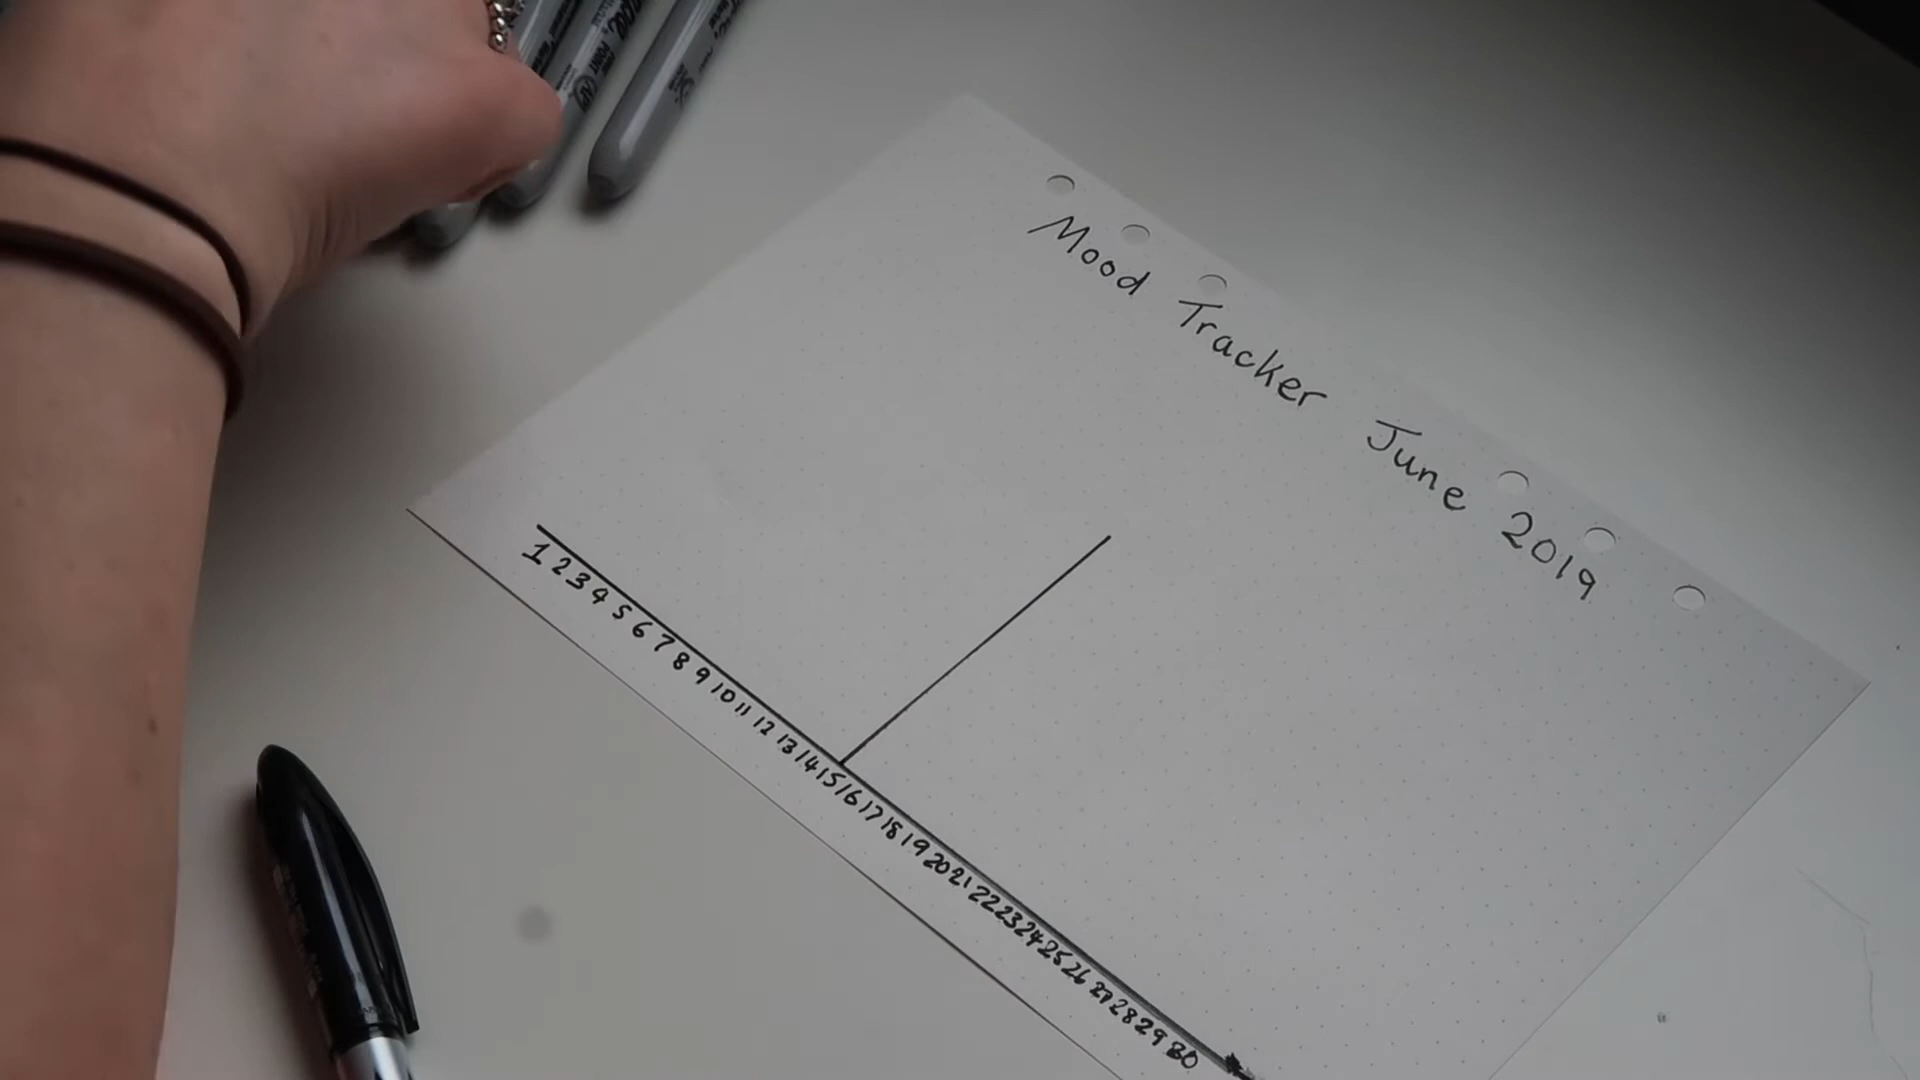 Mood Tracker June 2019
1 2 3 4 5 6 7 8 9 10 11 12 13 14 15 16 17 18 19 20 21 22 23 24 25 26 27 28 29 30
POINT